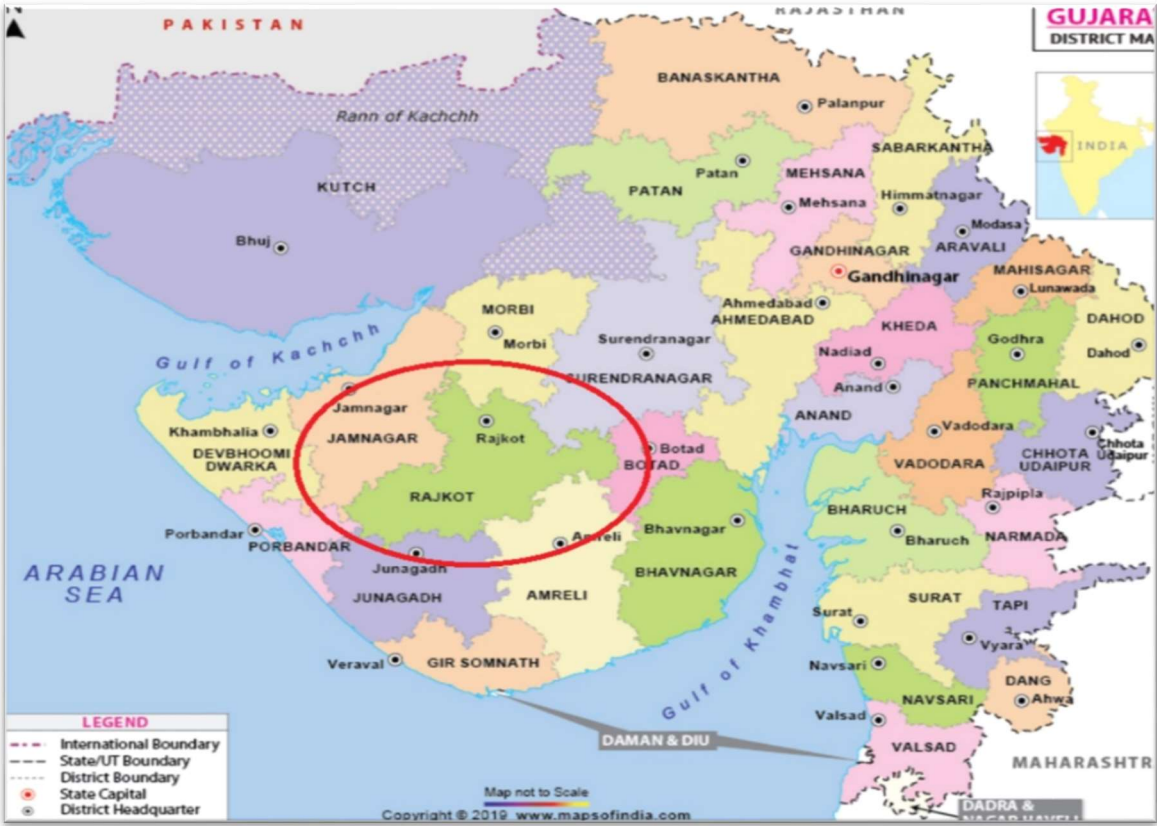 N
PAKISTAN
RAJASTHAN
GUJARA
DISTRICT MA
INDIA
BANASKANTHA
Palanpur
Rann of Kachchh
KUTCH
Bhuj
PATAN
Patan
MEHSANA
Mehsana
SABARKANTHA
Himmatnagar
Modasa
ARAVALI
GANDHINAGAR
Gandhinagar
MAHISAGAR
Lunawada
Ahmedabad
AHMEDABAD
KHEDA
Nadiad
DAHOD
Dahod
Godhra
PANCHMAHAL
MORBI
Morbi
Surendranagar
SURENDRANAGAR
Gulf of Kachchh
Jamnagar
JAMNAGAR
Khambhalia
DEVBHOOMI
DWARKA
Rajkot
RAJKOT
Botad
BOTAD
Anand
ANAND
Vadodara
VADODARA
Chhota
Udaipur
CHHOTA
UDAIPUR
Porbandar
PORBANDAR
Junagadh
JUNAGADH
Amreli
AMRELI
Bhavnagar
BHAVNAGAR
BHARUCH
Bharuch
Rajpipla
NARMADA
ARABIAN
SEA
Gulf of Khambhat
Veraval
GIR SOMNATH
SURAT
Surat
TAPI
Vyara
Navsari
NAVSARI
DANG
Ahwa
Valsad
VALSAD
DAMAN & DIU
MAHARASHTR
DADRA &
NAGAR HAVELI
LEGEND
International Boundary
State/UT Boundary
District Boundary
State Capital
District Headquarter
Map not to Scale
Copyright © 2019 www.mapsofindia.com